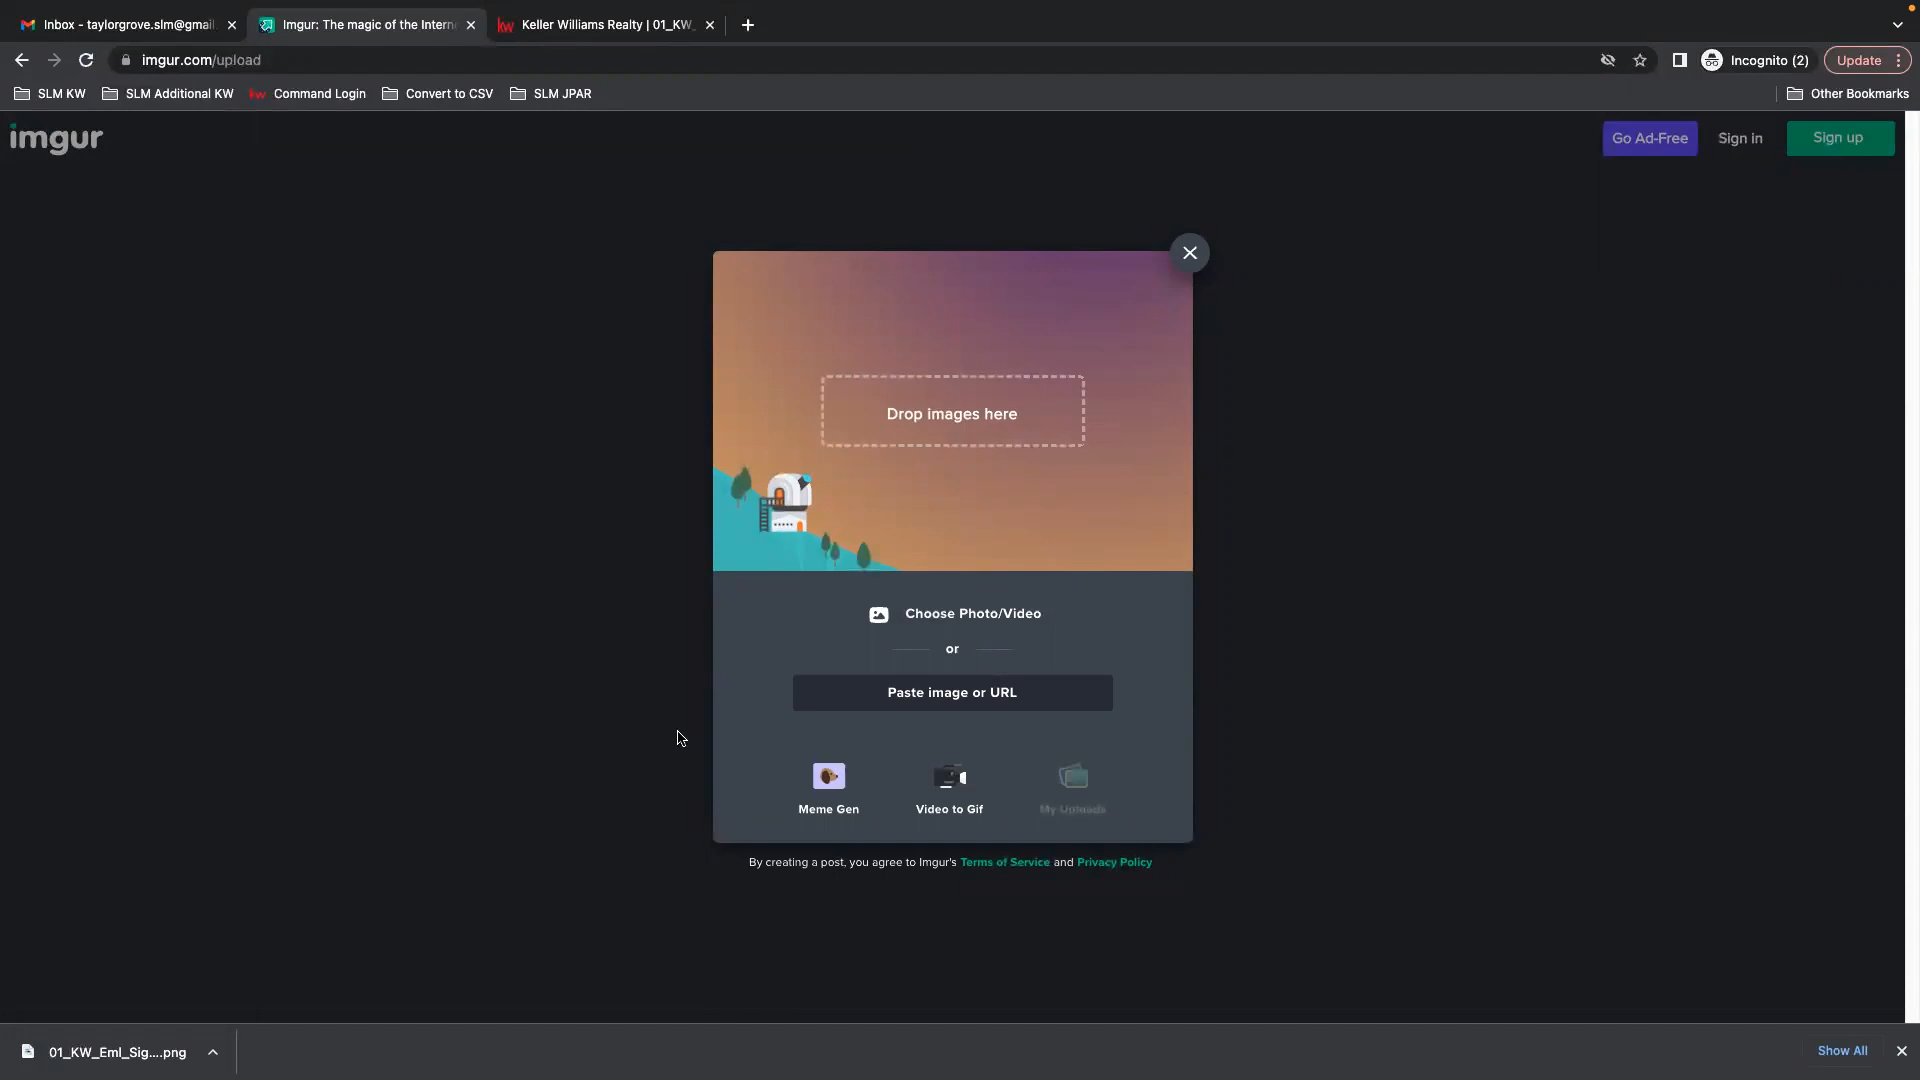 Inbox - taylorgrove.slm@gmail
Imgur: The magic of the Intern
Keller Williams Realty | 01_KW_
imgur.com/upload
Incognito (2)
Update
SLM KW
SLM Additional KW
kw Command Login
Convert to CSV
SLM JPAR
Other Bookmarks
imgur
Go Ad-Free
Sign in
Sign up
Drop images here
Choose Photo/Video
or
Paste image or URL
Meme Gen
Video to Gif
My Uploads
By creating a post, you agree to Imgur's Terms of Service and Privacy Policy
01_KW_Eml_Sig....png
Show All